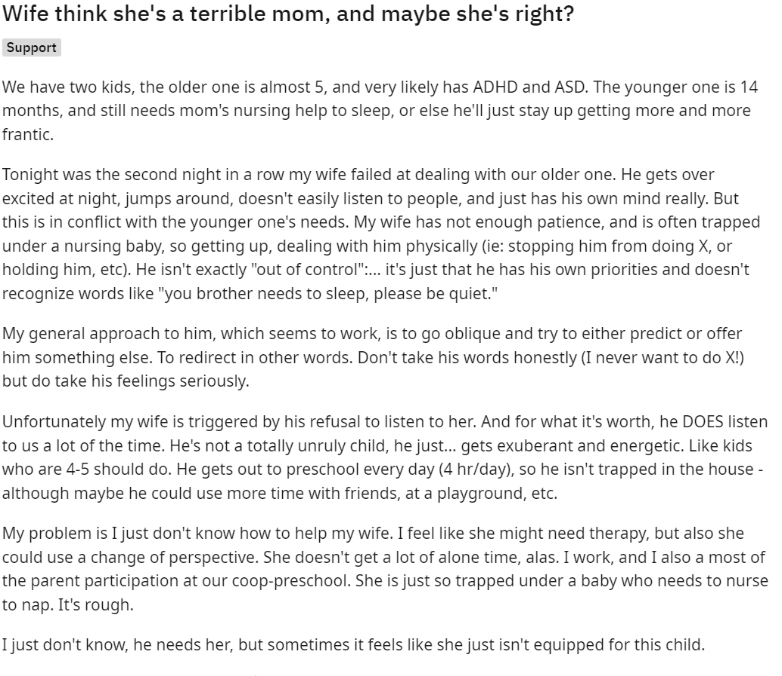 Wife think she's a terrible mom, and maybe she's right?
Support
We have two kids, the older one is almost 5, and very likely has ADHD and ASD. The younger one is 14
months, and still needs mom's nursing help to sleep, or else he'll just stay up getting more and more
frantic.
Tonight was the second night in a row my wife failed at dealing with our older one. He gets over
excited at night, jumps around, doesn't easily listen to people, and just has his own mind really. But
this is in conflict with the younger one's needs. My wife has not enough patience, and is often trapped
under a nursing baby, so getting up, dealing with him physically (ie: stopping him from doing X, or
holding him, etc). He isn't exactly "out of control":... it's just that he has his own priorities and doesn't
recognize words like "you brother needs to sleep, please be quiet."
My general approach to him, which seems to work, is to go oblique and try to either predict or offer
him something else. To redirect in other words. Don't take his words honestly (I never want to do X!)
but do take his feelings seriously.
Unfortunately my wife is triggered by his refusal to listen to her. And for what it's worth, he DOES listen
to us a lot of the time. He's not a totally unruly child, he just... gets exuberant and energetic. Like kids
who are 4-5 should do. He gets out to preschool every day (4 hr/day), so he isn't trapped in the house -
although maybe he could use more time with friends, at a playground, etc.
My problem is I just don't know how to help my wife. I feel like she might need therapy, but also she
could use a change of perspective. She doesn't get a lot of alone time, alas. I work, and I also a most of
the parent participation at our coop-preschool. She is just so trapped under a baby who needs to nurse
to nap. It's rough.
I just don't know, he needs her, but sometimes it feels like she just isn't equipped for this child.